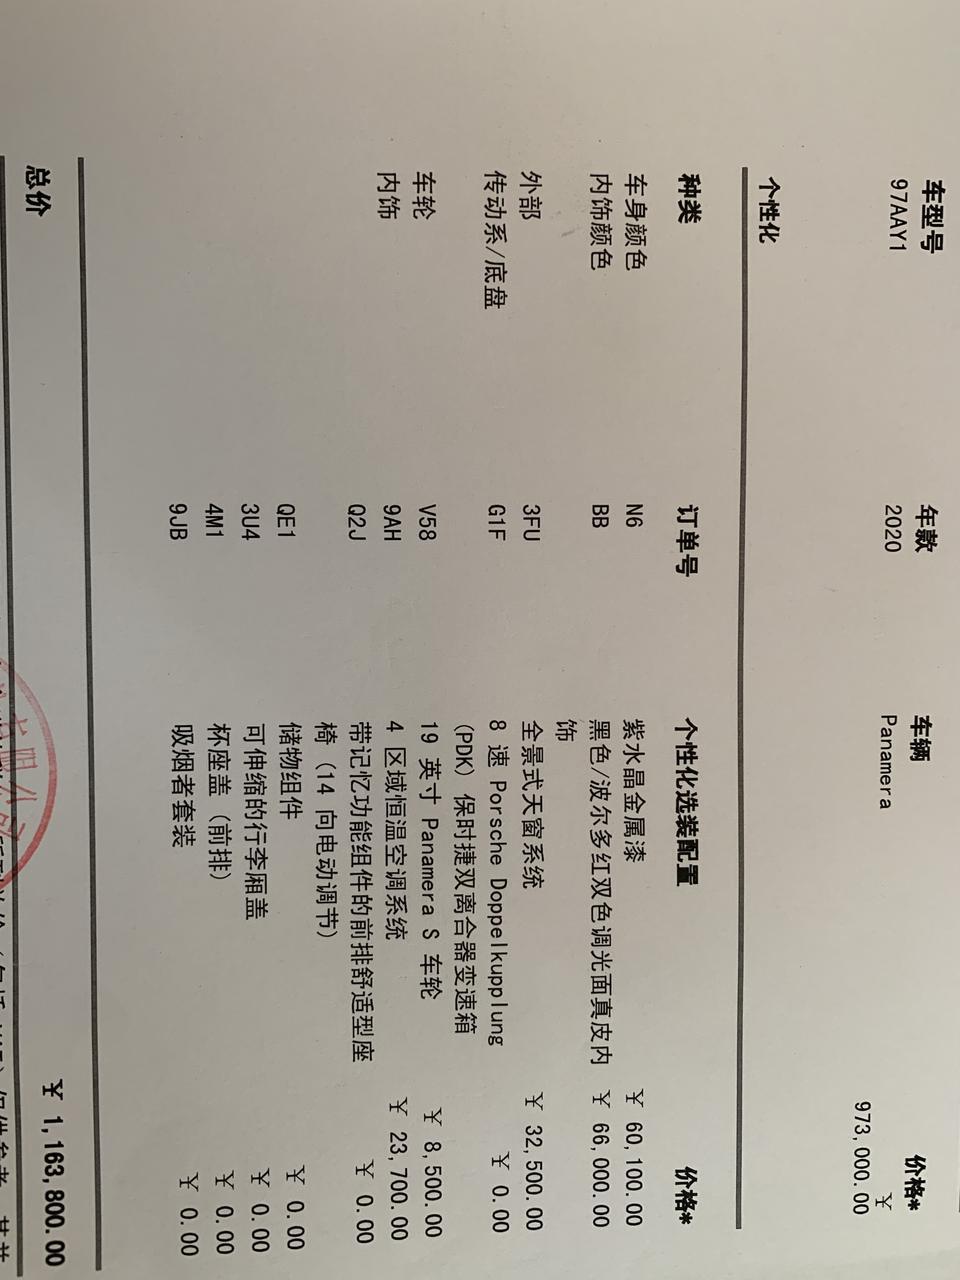 车型号 年款 车辆 价格*
97AAY1 2020 Panamera ¥
973,000.00
个性化
种类 订单号 个性化选装配置 价格*
车身颜色 N6 紫水晶金属漆 ¥ 60,100.00
内饰颜色 BB 黑色/波尔多红双色调光面真皮内 ¥ 66,000.00
饰
外部 3FU 全景式天窗系统 ¥ 32,500.00
传动系/底盘 G1F 8 速 Porsche Doppelkupplung ¥ 0.00
(PDK) 保时捷双离合器变速箱
车轮 V58 19 英寸 Panamera S 车轮 ¥ 8,500.00
内饰 9AH 4 区域恒温空调系统 ¥ 23,700.00
Q2J 带记忆功能组件的前排舒适型座 ¥ 0.00
椅（14 向电动调节）
QE1 储物组件 ¥ 0.00
3U4 可伸缩的行李厢盖 ¥ 0.00
4M1 杯座盖（前排） ¥ 0.00
9JB 吸烟者套装 ¥ 0.00
总价 ¥ 1,163,800.00